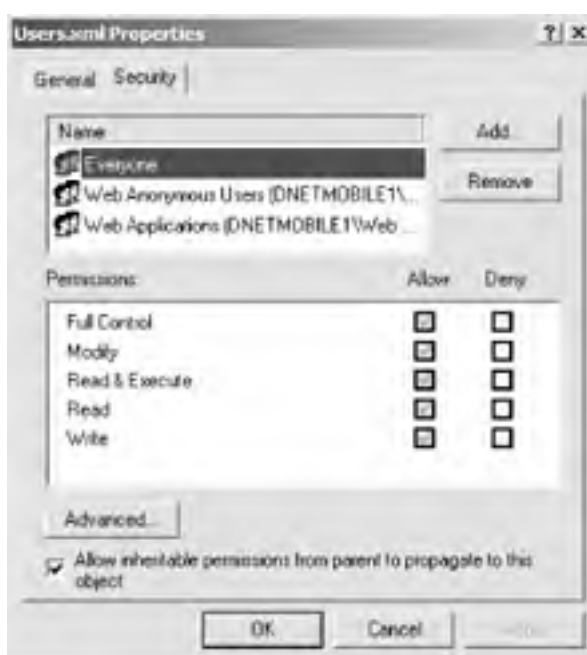 Users.xml Properties
? X
General Security
Name
Add...
Everyone
Remove
Web Anonymous Users (DNETMOBILE1\...
Web Applications (DNETMOBILE1\Web ...
Permissions:
Allow Deny
Full Control
Modify
Read & Execute
Read
Write
Advanced...
Allow inheritable permissions from parent to propagate to this
object
OK Cancel